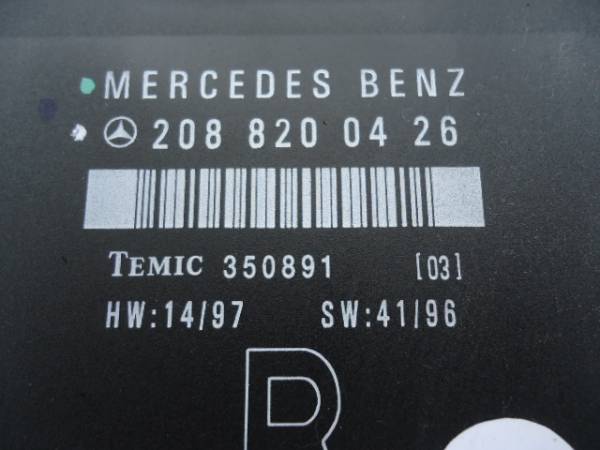 MERCEDES BENZ
208 820 04 26
TEMIC 350891 [03]
HW:14/97 SW:41/96
R